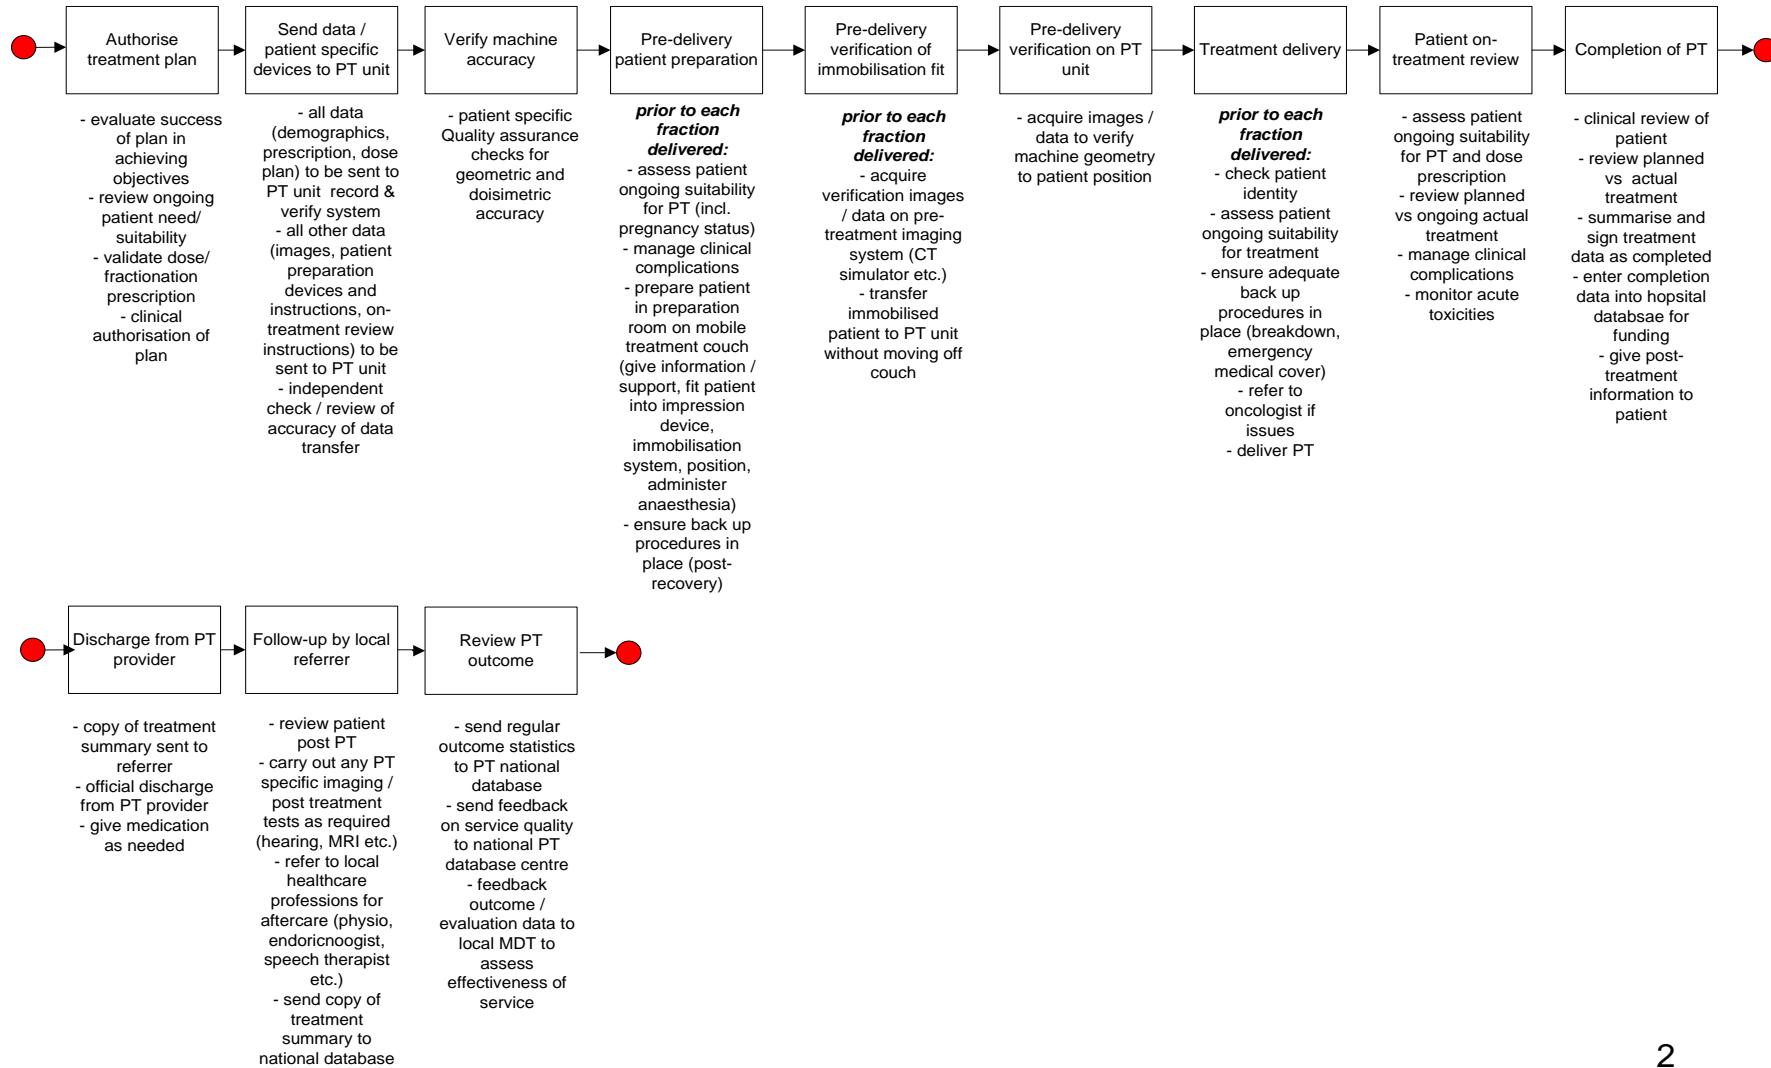 Authorise
treatment plan
Send data /
patient specific
devices to PT unit
Verify machine
accuracy
Pre-delivery
patient preparation
Pre-delivery
verification of
immobilisation fit
Pre-delivery
verification on PT
unit
Treatment delivery
Patient on-
treatment review
Completion of PT
- evaluate success
of plan in
achieving
objectives
- review ongoing
patient need/
suitability
- validate dose/
fractionation
prescription
- clinical
authorisation of
plan
- all data
(demographics,
prescription, dose
plan) to be sent to
PT unit record &
verify system
- all other data
(images, patient
preparation
devices and
instructions, on-
treatment review
instructions) to be
sent to PT unit
- independent
check / review of
accuracy of data
transfer
- patient specific
Quality assurance
checks for
geometric and
doisimetric
accuracy
prior to each
fraction
delivered:
- assess patient
ongoing suitability
for PT (incl.
pregnancy status)
- manage clinical
complications
- prepare patient
in preparation
room on mobile
treatment couch
(give information /
support, fit patient
into impression
device,
immobilisation
system, position,
administer
anaesthesia)
- ensure back up
procedures in
place (post-
recovery)
prior to each
fraction
delivered:
- acquire
verification images
/ data on pre-
treatment imaging
system (CT
simulator etc.)
- transfer
immobilised
patient to PT unit
without moving off
couch
- acquire images /
data to verify
machine geometry
to patient position
prior to each
fraction
delivered:
- check patient
identity
- assess patient
ongoing suitability
for treatment
- ensure adequate
back up
procedures in
place (breakdown,
emergency
medical cover)
- refer to
oncologist if
issues
- deliver PT
- assess patient
ongoing suitability
for PT and dose
prescription
- review planned
vs ongoing actual
treatment
- manage clinical
complications
- monitor acute
toxicities
- clinical review of
patient
- review planned
vs actual
treatment
- summarise and
sign treatment
data as completed
- enter completion
data into hopsital
databsae for
funding
- give post-
treatment
information to
patient
Discharge from PT
provider
Follow-up by local
referrer
Review PT
outcome
- copy of treatment
summary sent to
referrer
- official discharge
from PT provider
- give medication
as needed
- review patient
post PT
- carry out any PT
specific imaging /
post treatment
tests as required
(hearing, MRI etc.)
- refer to local
healthcare
professions for
aftercare (physio,
endoricnoogist,
speech therapist
etc.)
- send copy of
treatment
summary to
national database
- send regular
outcome statistics
to PT national
database
- send feedback
on service quality
to national PT
database centre
- feedback
outcome /
evaluation data to
local MDT to
assess
effectiveness of
service
2